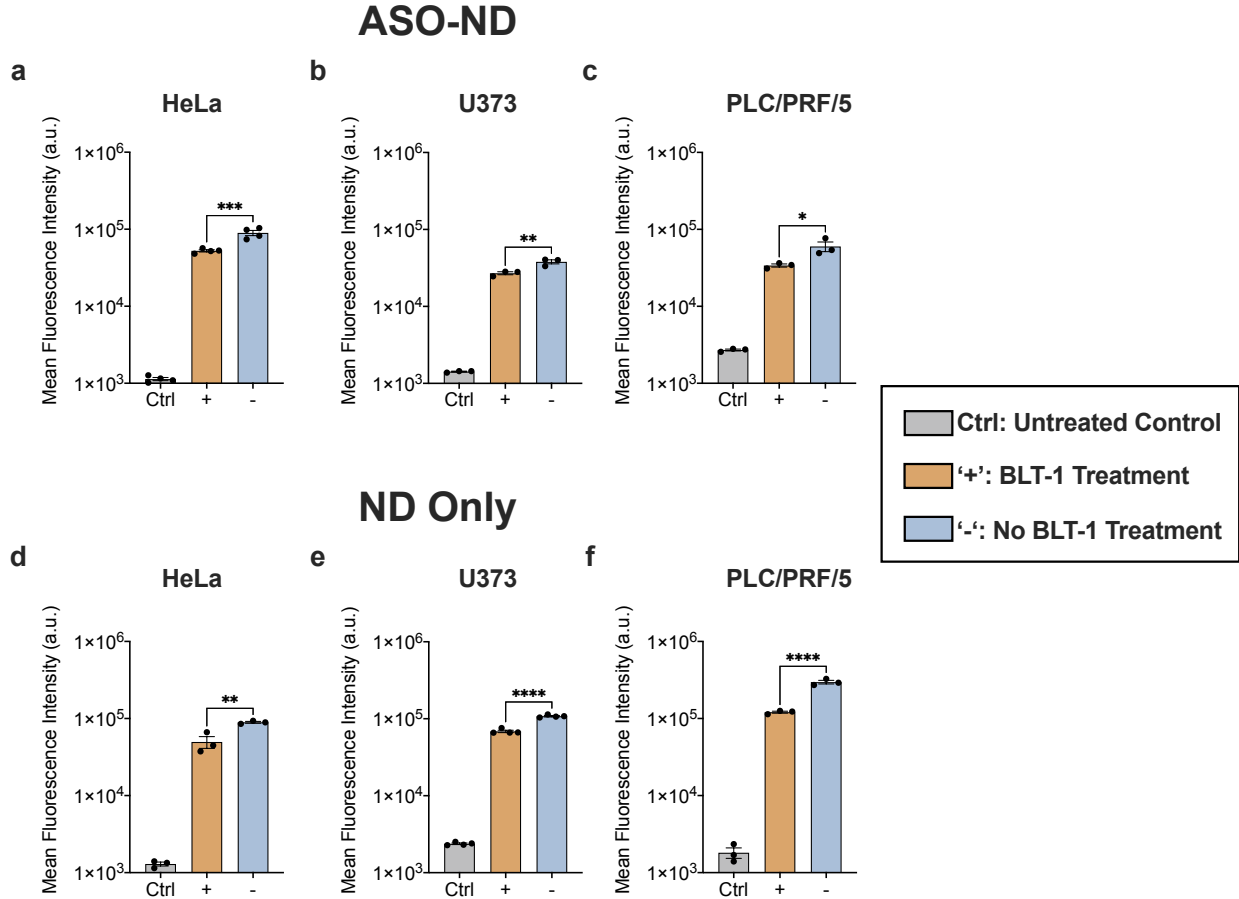 ASO-ND
a
HeLa
Mean Fluorescence Intensity (a.u.)
1×10⁶
1×10⁵
1×10⁴
1×10³
***
Ctrl + -
b
U373
Mean Fluorescence Intensity (a.u.)
1×10⁶
1×10⁵
1×10⁴
1×10³
**
Ctrl + -
c
PLC/PRF/5
Mean Fluorescence Intensity (a.u.)
1×10⁶
1×10⁵
1×10⁴
1×10³
*
Ctrl + -
Ctrl: Untreated Control
‘+’: BLT-1 Treatment
‘-‘: No BLT-1 Treatment
ND Only
d
HeLa
Mean Fluorescence Intensity (a.u.)
1×10⁶
1×10⁵
1×10⁴
1×10³
**
Ctrl + -
e
U373
Mean Fluorescence Intensity (a.u.)
1×10⁶
1×10⁵
1×10⁴
1×10³
****
Ctrl + -
f
PLC/PRF/5
Mean Fluorescence Intensity (a.u.)
1×10⁶
1×10⁵
1×10⁴
1×10³
****
Ctrl + -